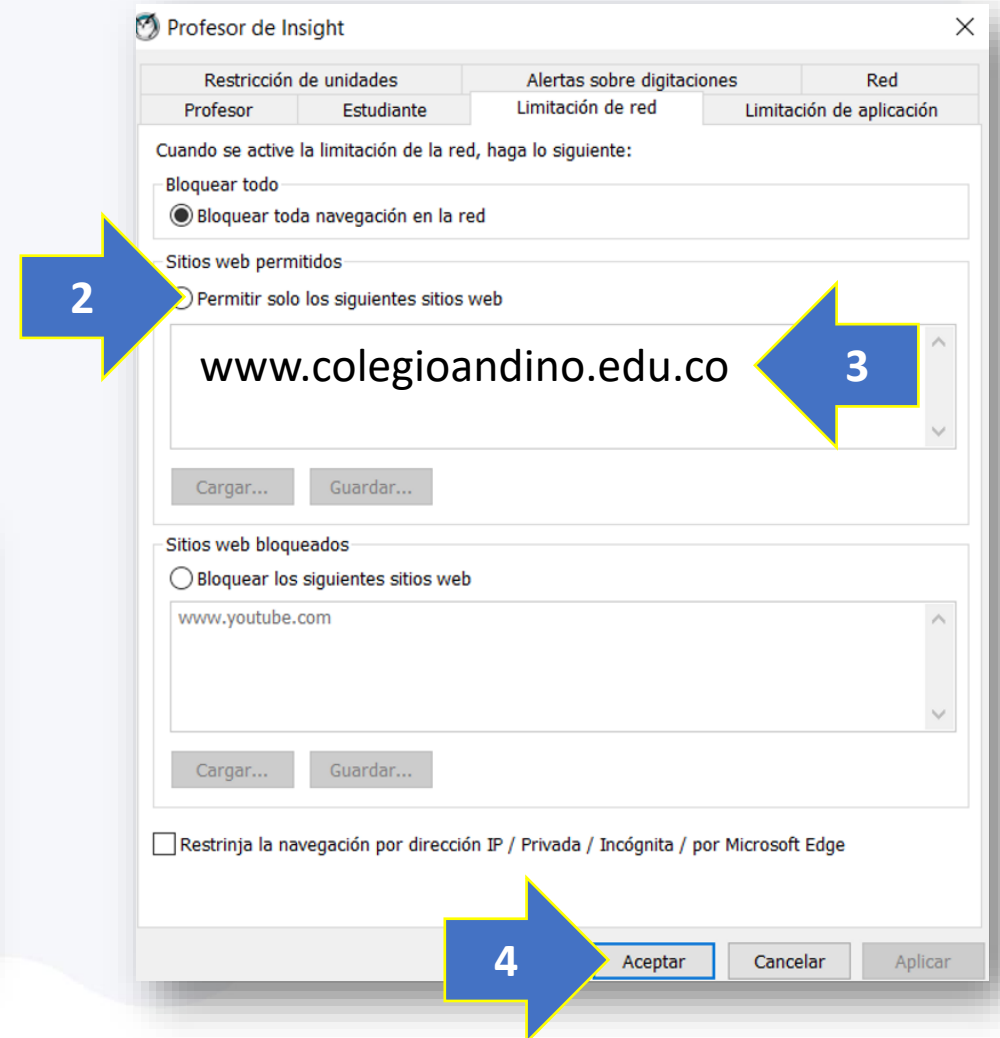 Profesor de Insight
Restricción de unidades Alertas sobre digitaciones Red
Profesor Estudiante Limitación de red Limitación de aplicación
Cuando se active la limitación de la red, haga lo siguiente:
Bloquear todo
Bloquear toda navegación en la red
Sitios web permitidos
2
Permitir solo los siguientes sitios web
www.colegioandino.edu.co
3
Cargar... Guardar...
Sitios web bloqueados
Bloquear los siguientes sitios web
www.youtube.com
Cargar... Guardar...
Restrinja la navegación por dirección IP / Privada / Incógnita / por Microsoft Edge
4
Aceptar Cancelar Aplicar